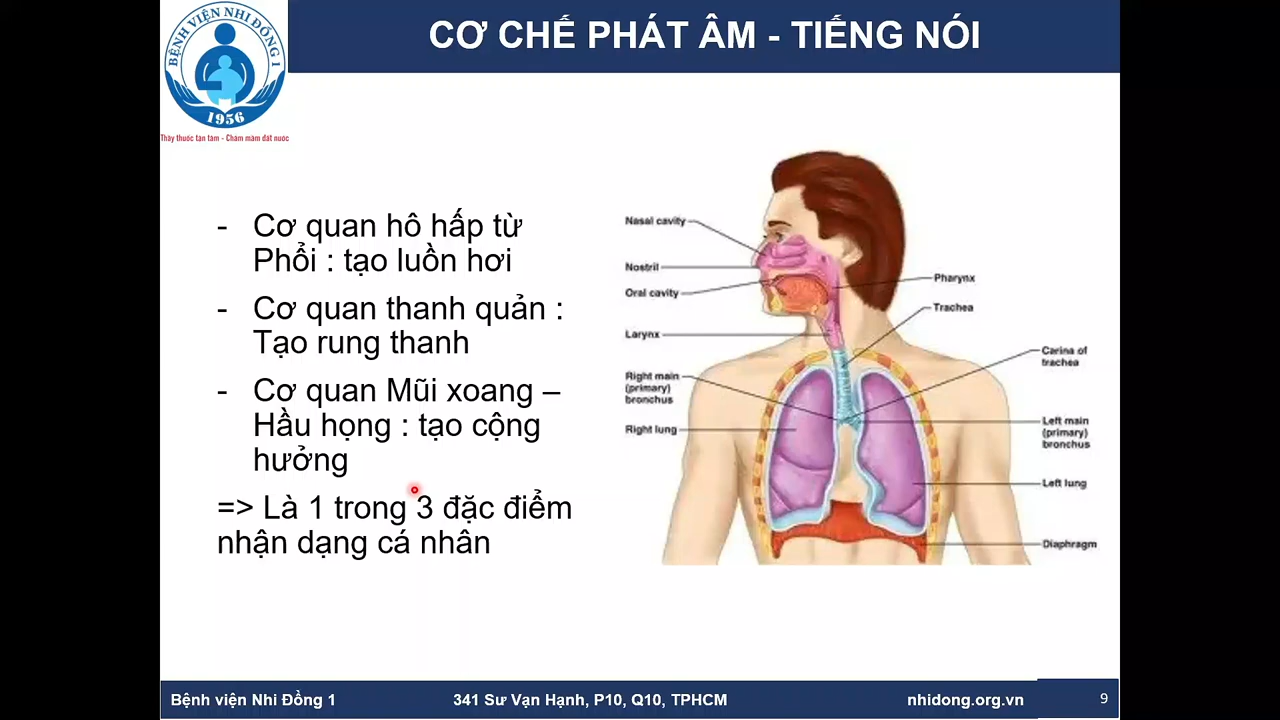 BỆNH VIỆN NHI ĐỒNG 1
1956
Thầy thuốc tận tâm - Chăm mầm đất nước
CƠ CHẾ PHÁT ÂM - TIẾNG NÓI
- Cơ quan hô hấp từ
Phổi : tạo luồn hơi
- Cơ quan thanh quản :
Tạo rung thanh
- Cơ quan Mũi xoang –
Hầu họng : tạo cộng
hưởng
=> Là 1 trong 3 đặc điểm
nhận dạng cá nhân
Nasal cavity
Nostril
Oral cavity
Larynx
Right main
(primary)
bronchus
Right lung
Pharynx
Trachea
Carina of
trachea
Left main
(primary)
bronchus
Left lung
Diaphragm
Bệnh viện Nhi Đồng 1
341 Sư Vạn Hạnh, P10, Q10, TPHCM
nhidong.org.vn
9